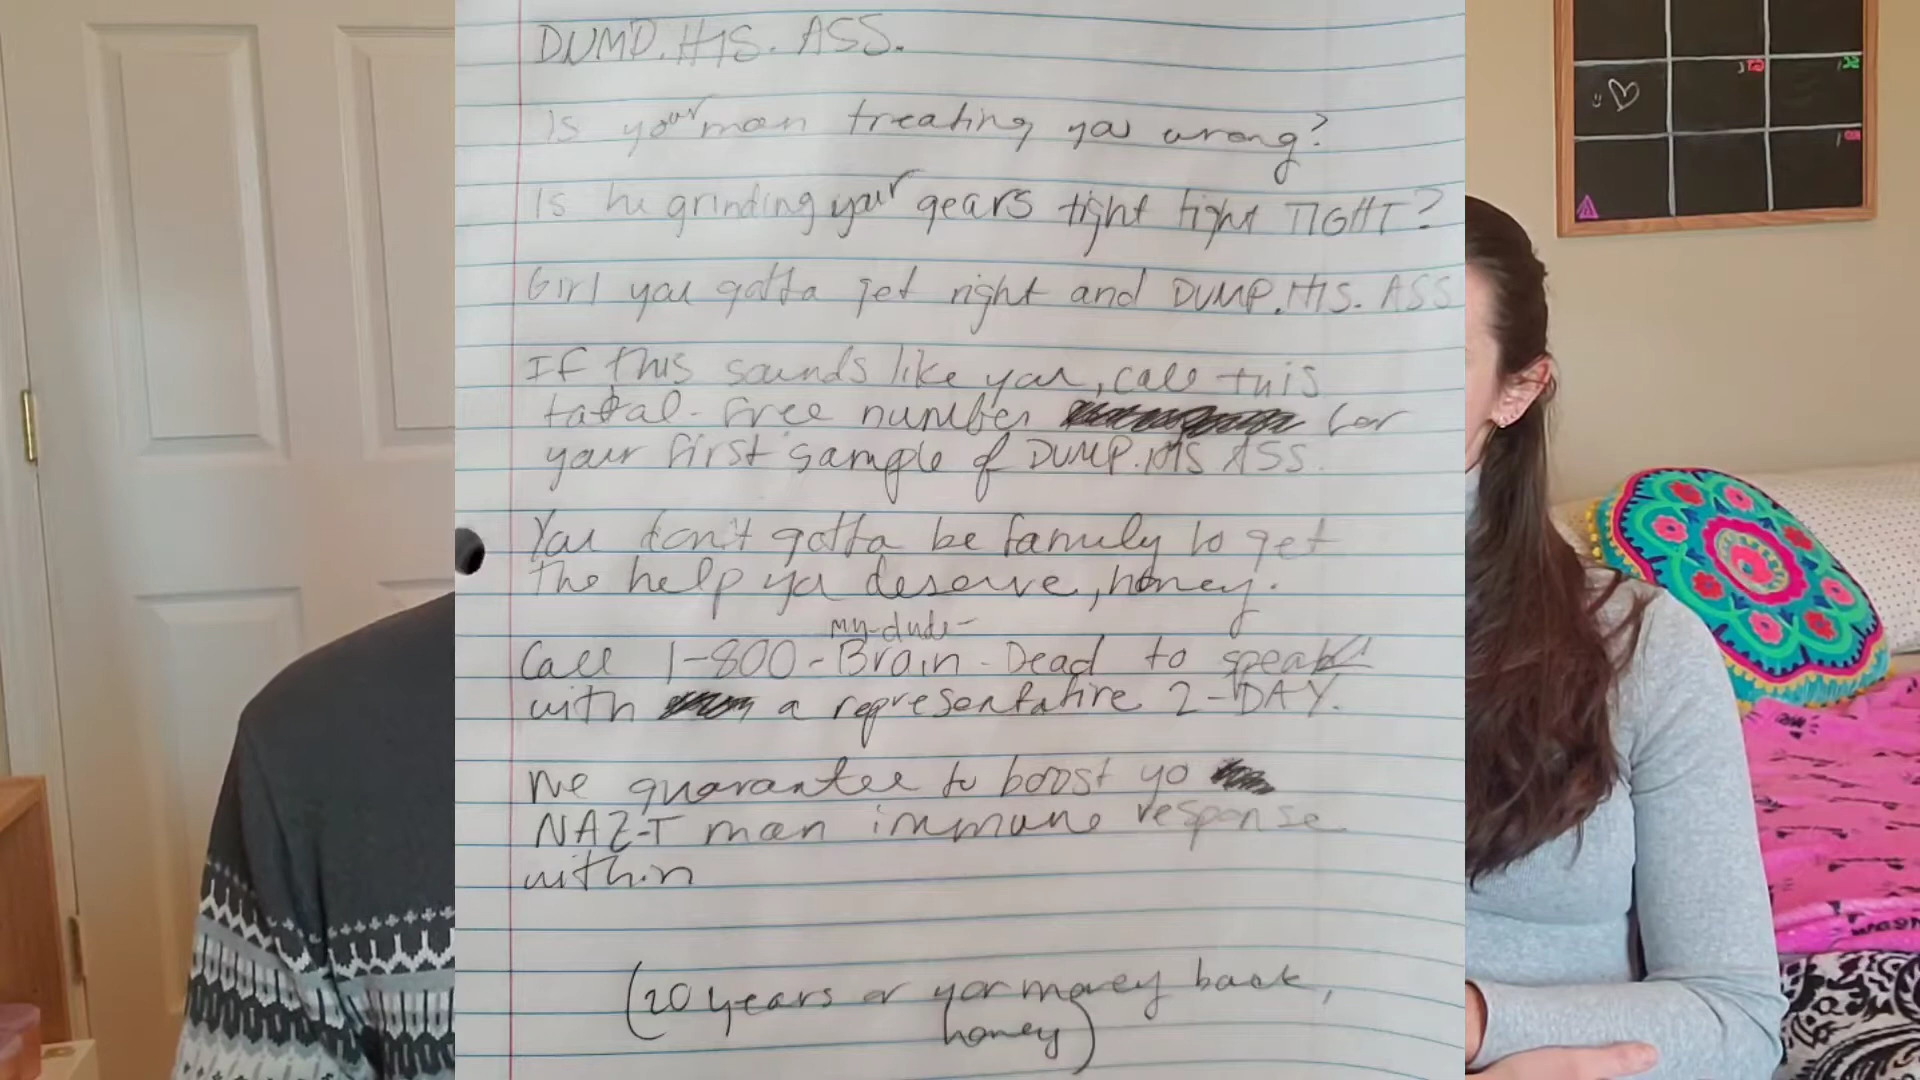 DUMP. HIS. ASS.
Is your man treating you wrong?
Is he grinding your gears tight tight TIGHT?
Girl you gotta get right and DUMP. HIS. ASS
If this sounds like you, call this
total-free number for
your first sample of DUMP. HIS ASS.
You don't gotta be family to get
the help ya deserve, honey.
my-dude-
Call 1-800-Brain-Dead to speak
with a representative 2-DAY.
We guarantee to boost yo
NAZ-T man immune response
within
(20 years or yor money back,
honey)